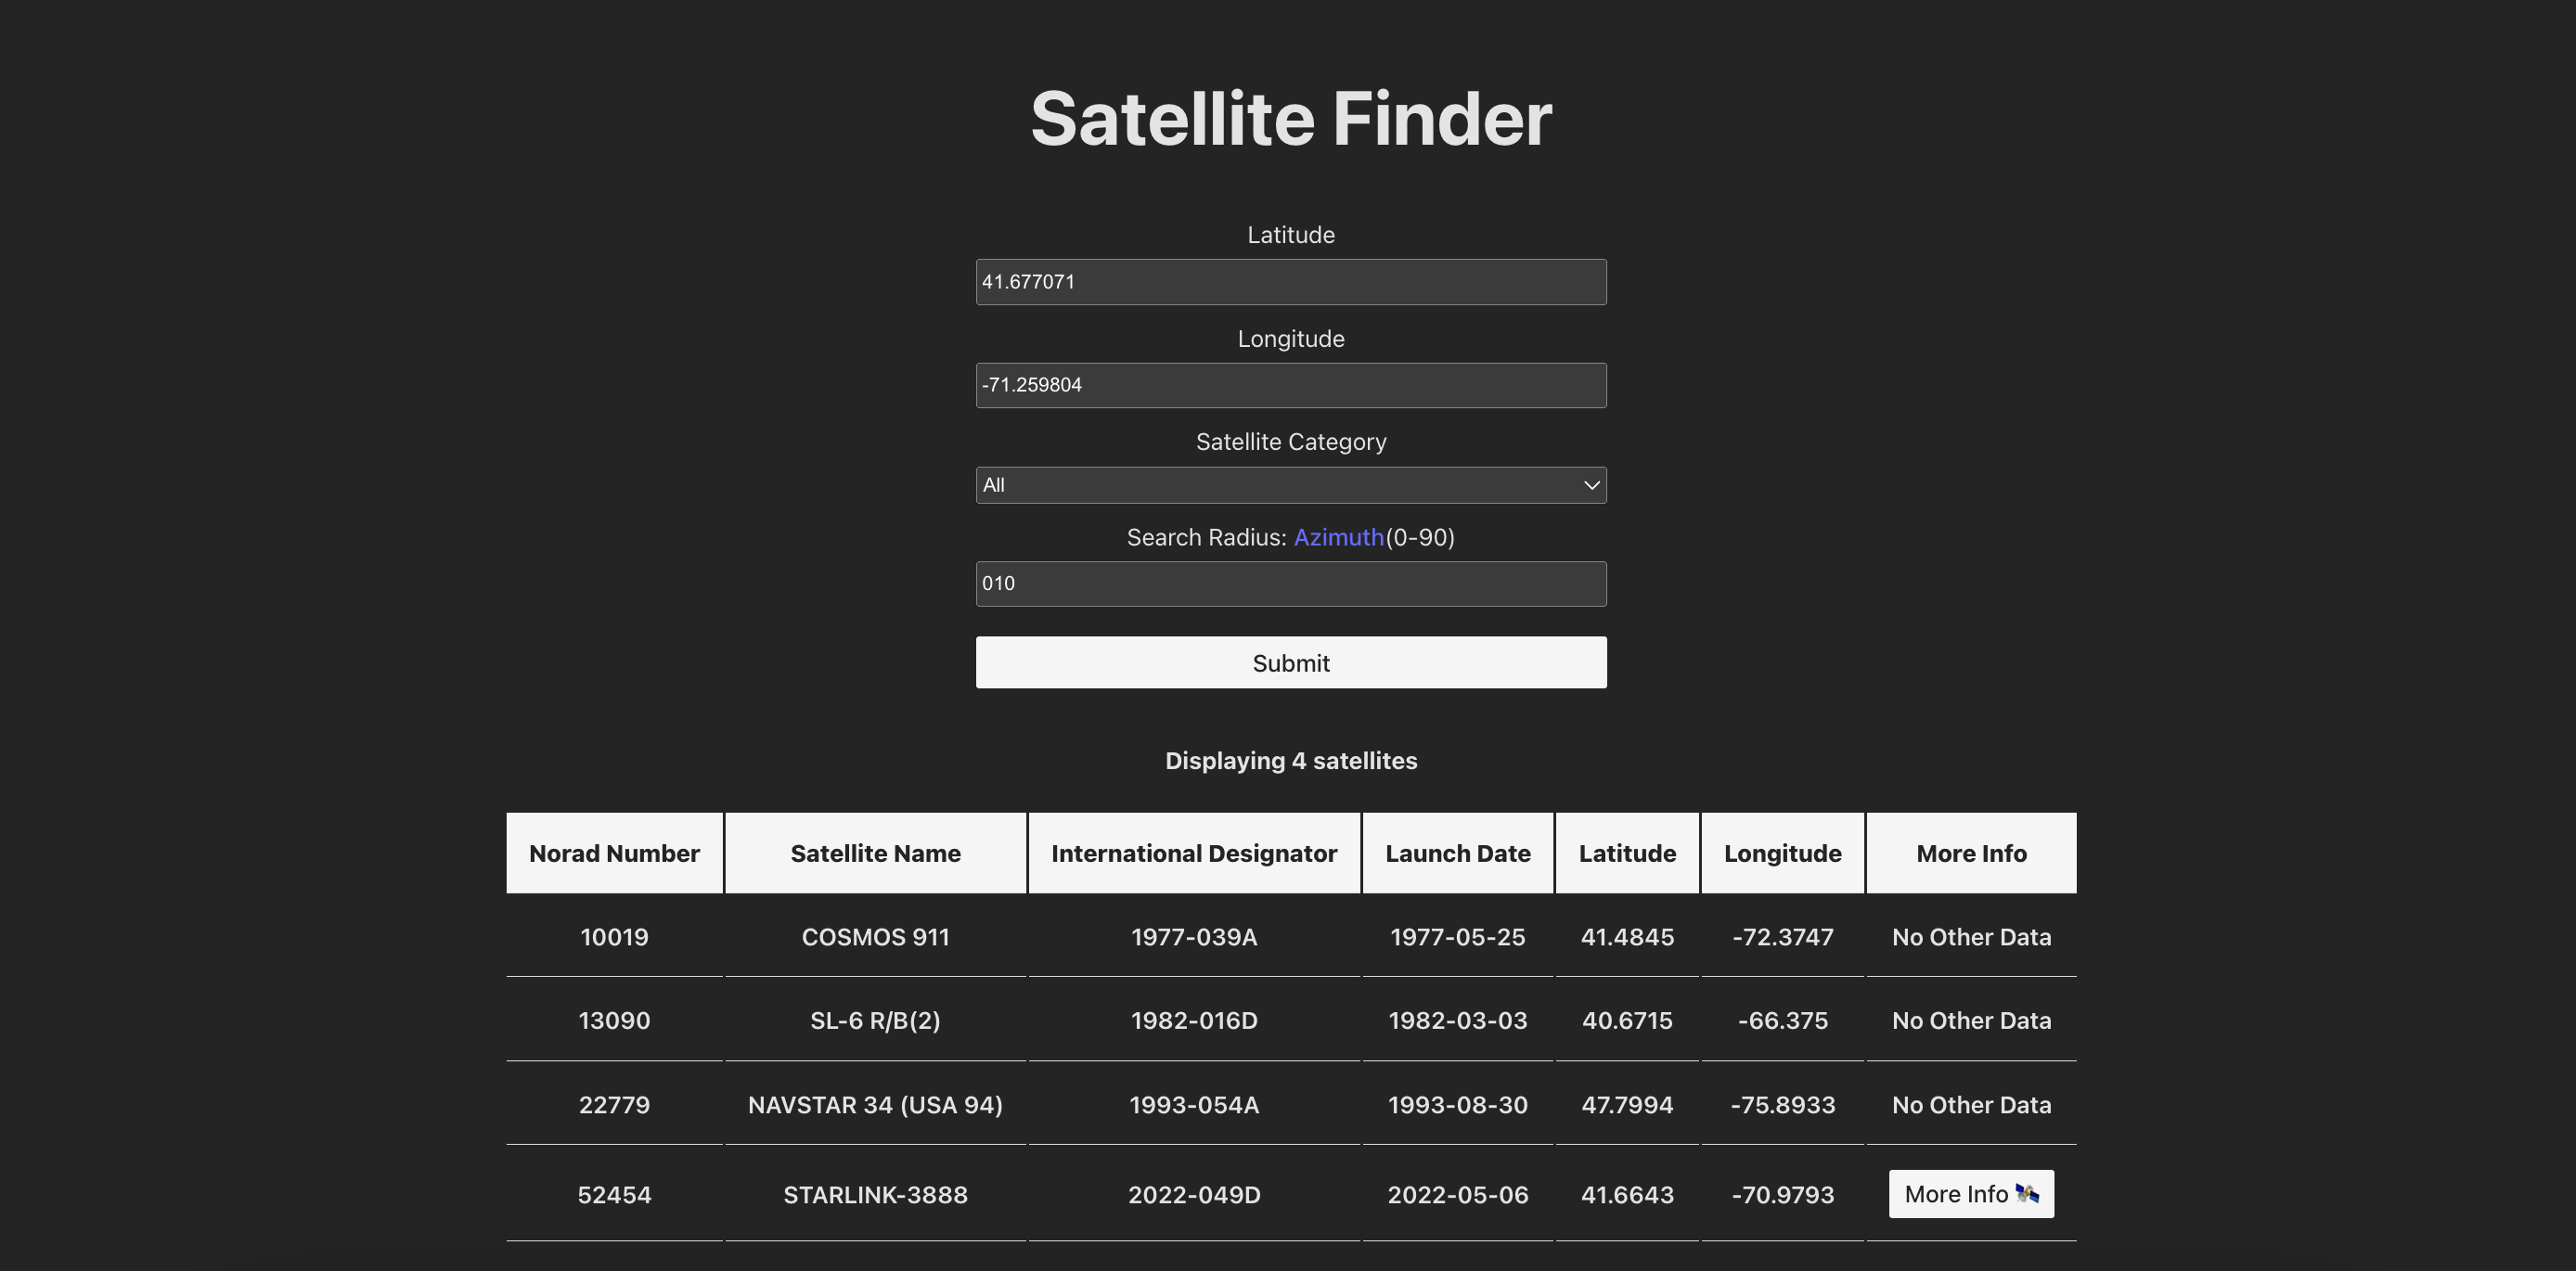 Satellite Finder
Latitude
41.677071
Longitude
-71.259804
Satellite Category
All
Search Radius: Azimuth(0-90)
010
Submit
Displaying 4 satellites
Norad Number Satellite Name International Designator Launch Date Latitude Longitude More Info
10019 COSMOS 911 1977-039A 1977-05-25 41.4845 -72.3747 No Other Data
13090 SL-6 R/B(2) 1982-016D 1982-03-03 40.6715 -66.375 No Other Data
22779 NAVSTAR 34 (USA 94) 1993-054A 1993-08-30 47.7994 -75.8933 No Other Data
52454 STARLINK-3888 2022-049D 2022-05-06 41.6643 -70.9793 More Info 🛰️